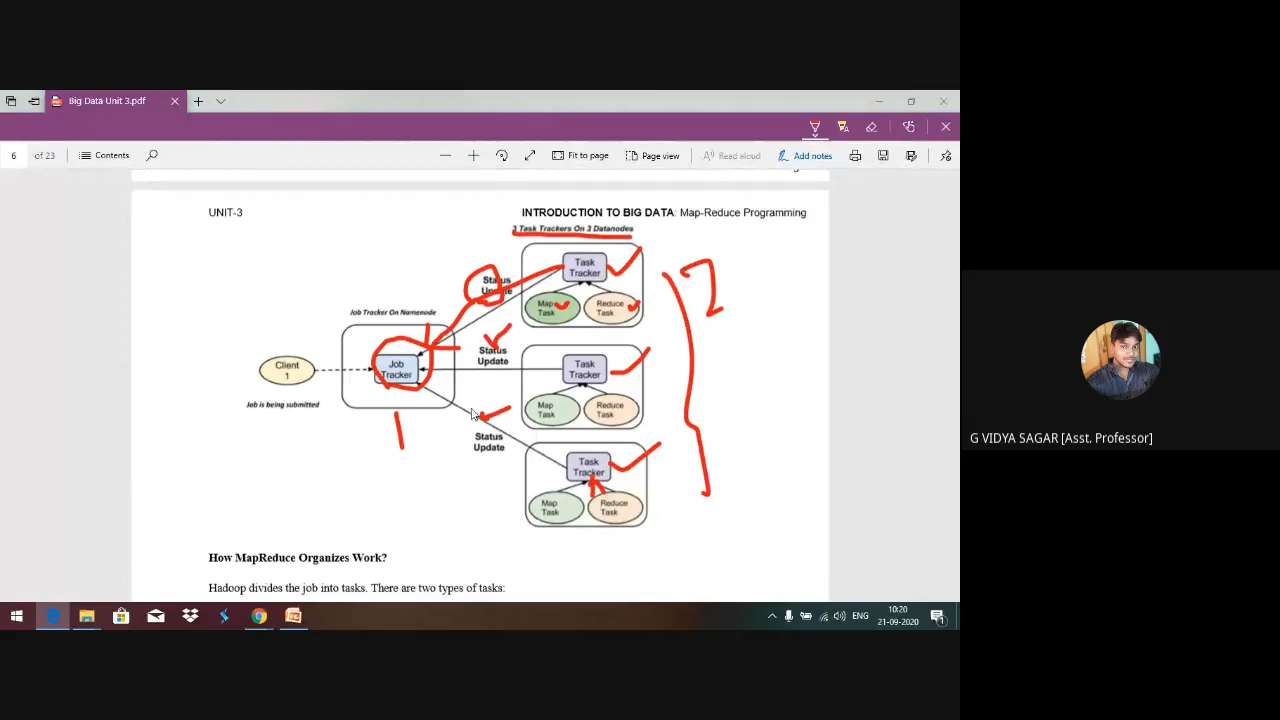 Big Data Unit 3.pdf
6 of 23 Contents Fit to page Page view Read aloud Add notes
UNIT-3 INTRODUCTION TO BIG DATA: Map-Reduce Programming
3 Task Trackers On 3 Datanodes
Task
Tracker
Status
Update
Map
Task
Reduce
Task
Job Tracker On Namenode
Client
1
Job
Tracker
Status
Update
Task
Tracker
Map
Task
Reduce
Task
Job is being submitted
Status
Update
Task
Tracker
Map
Task
Reduce
Task
How MapReduce Organizes Work?
Hadoop divides the job into tasks. There are two types of tasks:
ENG
10:20
21-09-2020
G VIDYA SAGAR [Asst. Professor]